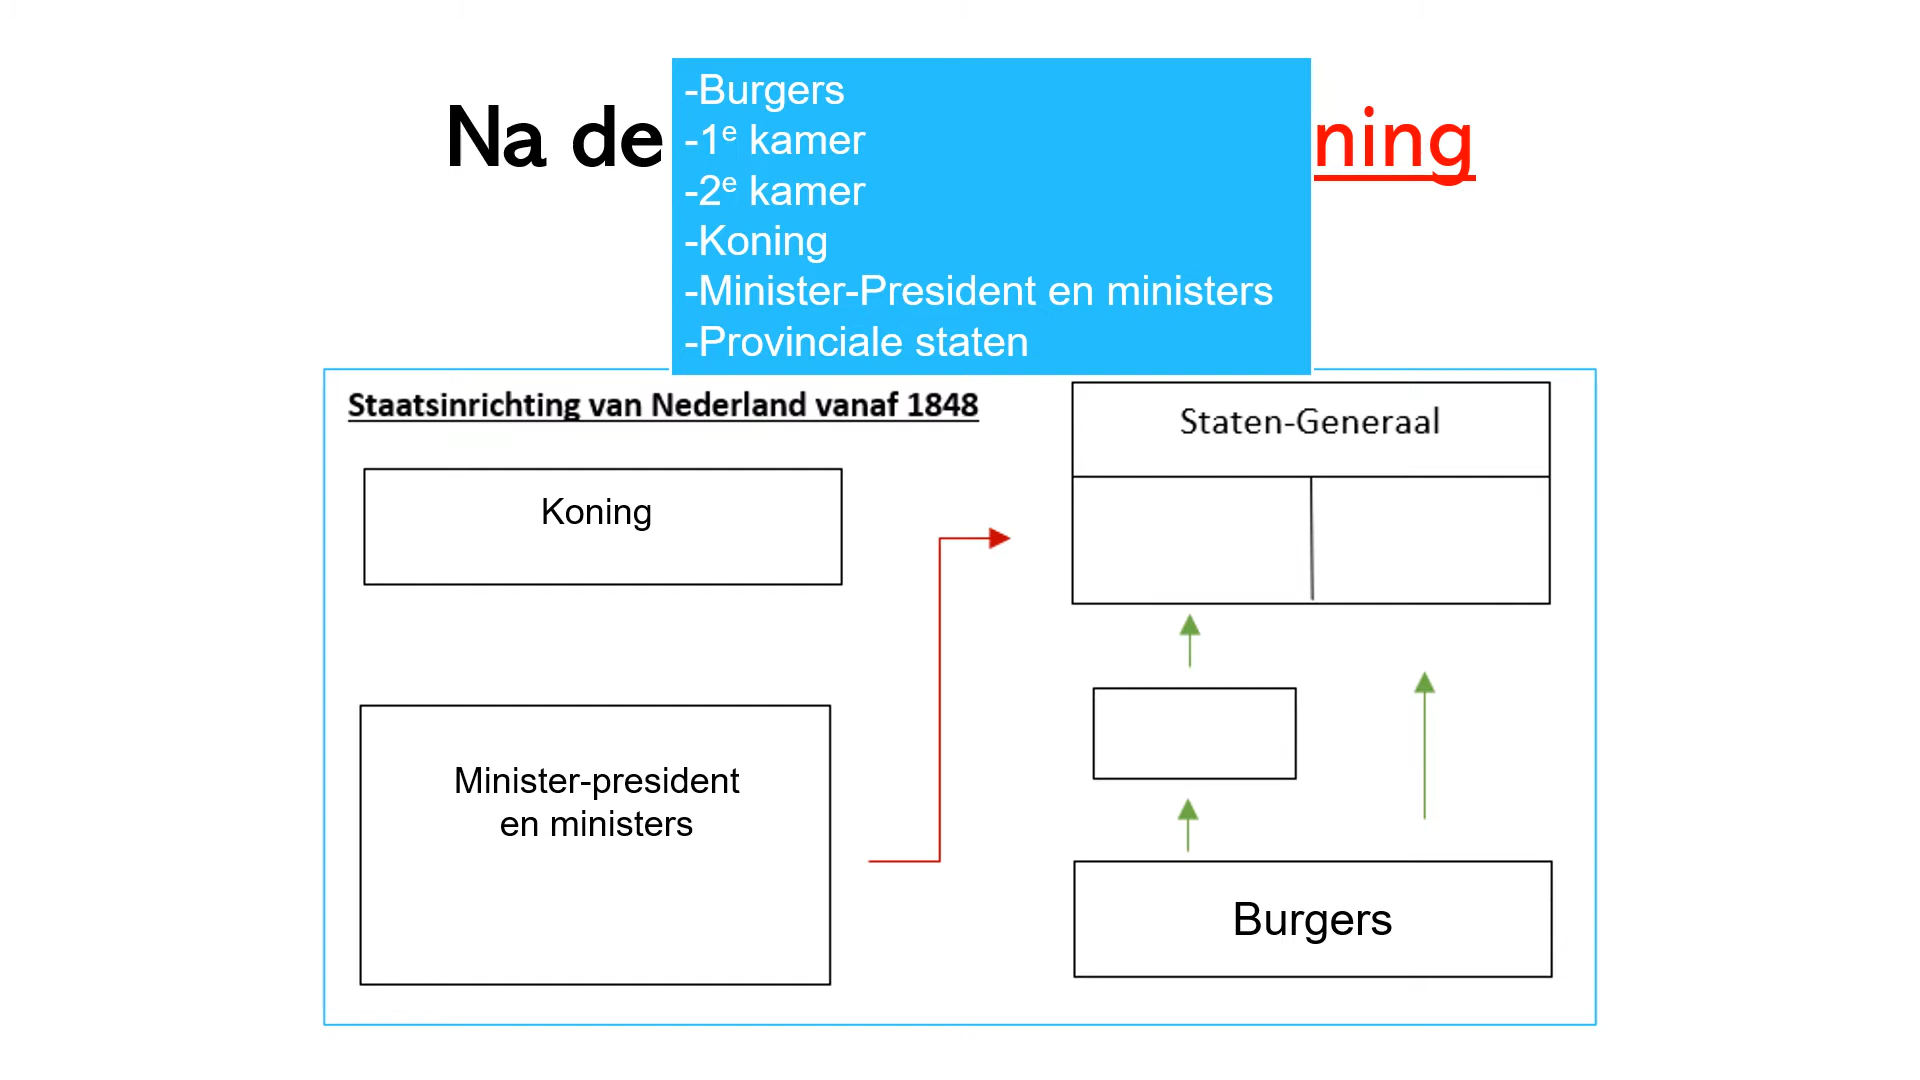 Na de
ning
-Burgers
-1e kamer
-2e kamer
-Koning
-Minister-President en ministers
-Provinciale staten
Staatsinrichting van Nederland vanaf 1848
Staten-Generaal
Koning
Minister-president
en ministers
Burgers